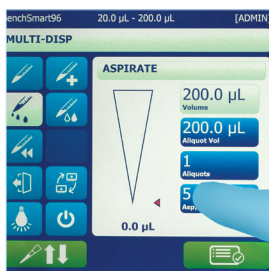 enchSmart96 20.0 µL - 200.0 µL [ADMIN]
MULTI-DISP
ASPIRATE
200.0 µL
Volume
200.0 µL
Aliquot Vol
1
Aliquots
5
0.0 µL